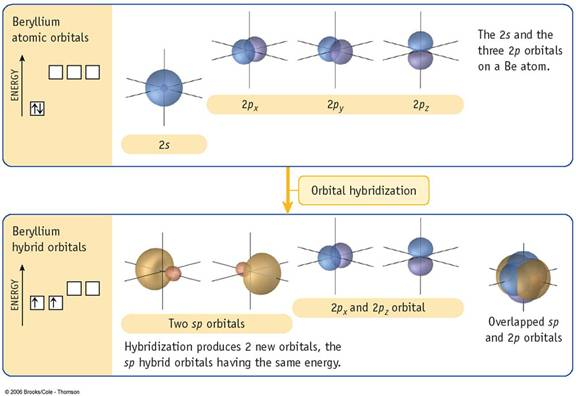 Beryllium
atomic orbitals
ENERGY
2s
2px
2py
2pz
The 2s and the
three 2p orbitals
on a Be atom.
Orbital hybridization
Beryllium
hybrid orbitals
ENERGY
Two sp orbitals
2px and 2pz orbital
Overlapped sp
and 2p orbitals
Hybridization produces 2 new orbitals, the
sp hybrid orbitals having the same energy.
© 2006 Brooks/Cole - Thomson